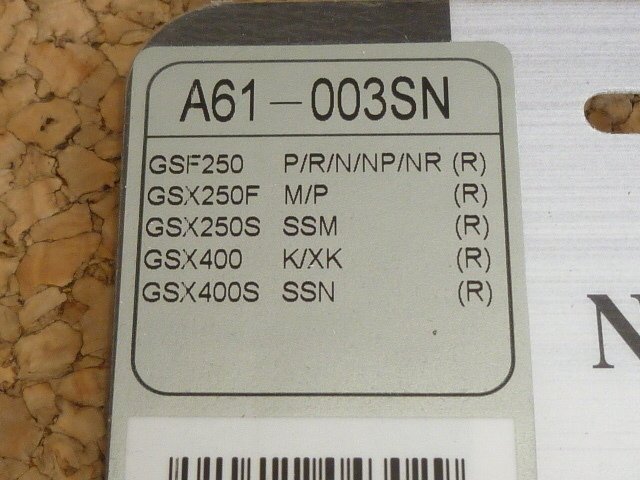 A61-003SN
GSF250 P/R/N/NP/NR (R)
GSX250F M/P (R)
GSX250S SSM (R)
GSX400 K/XK (R)
GSX400S SSN (R)
N